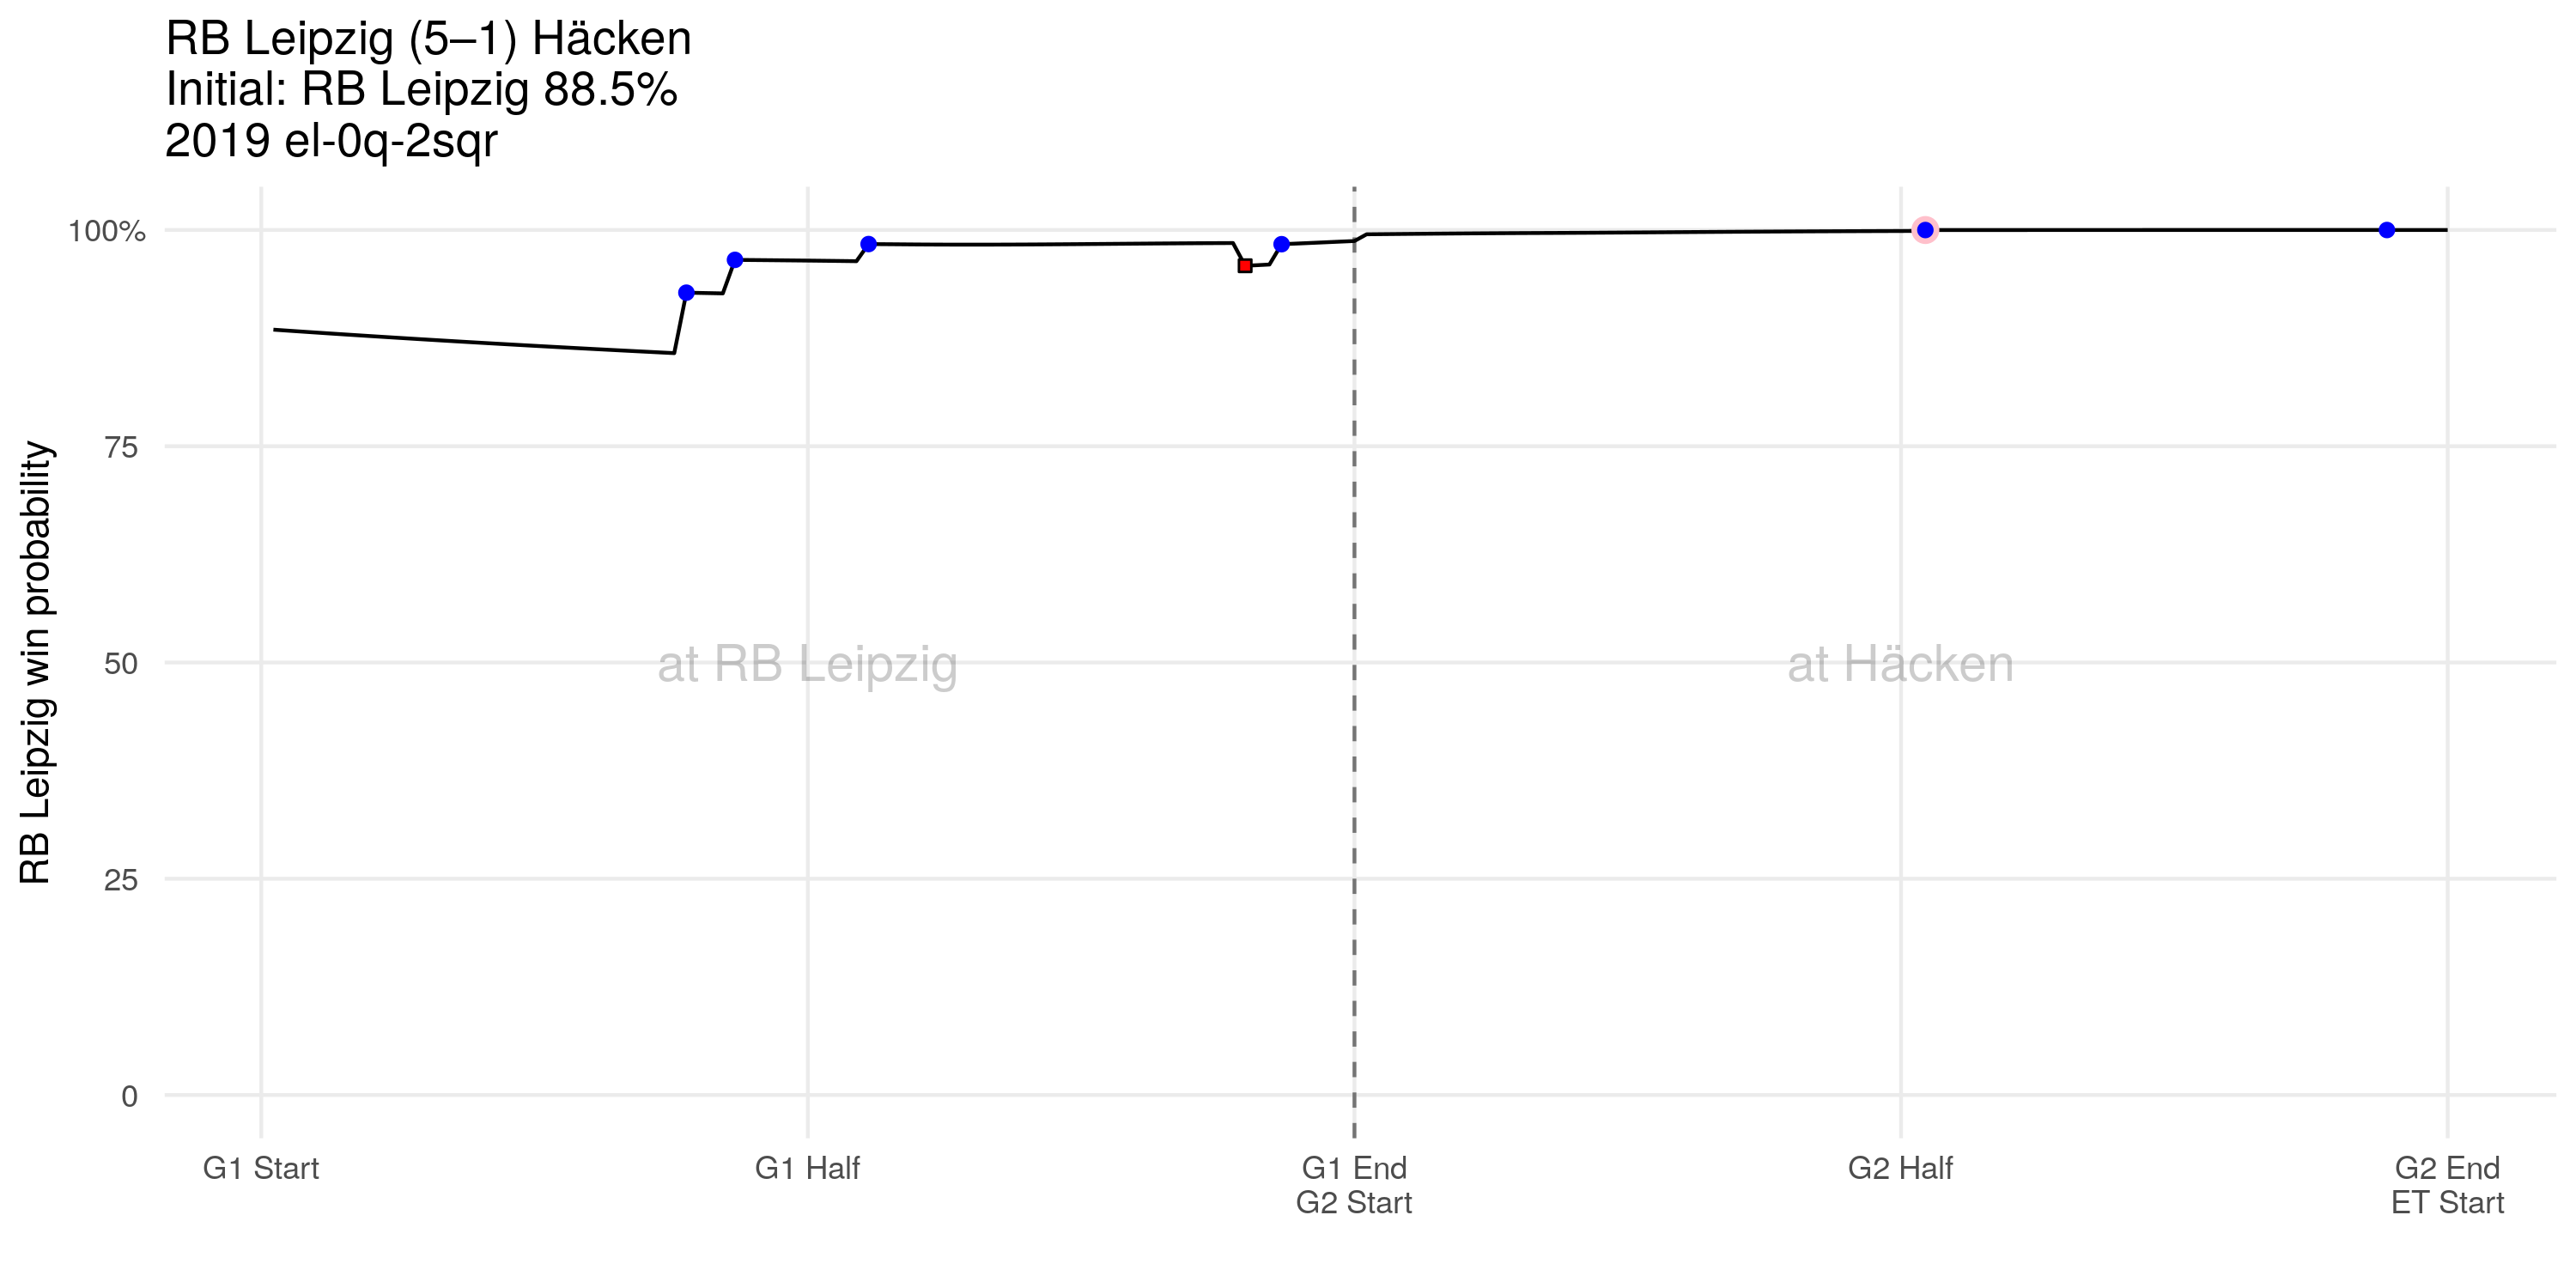 RB Leipzig (5–1) Häcken
Initial: RB Leipzig 88.5%
2019 el-0q-2sqr
RB Leipzig win probability
100%
75
50
25
0
at RB Leipzig
at Häcken
G1 Start
G1 Half
G1 End
G2 Start
G2 Half
G2 End
ET Start